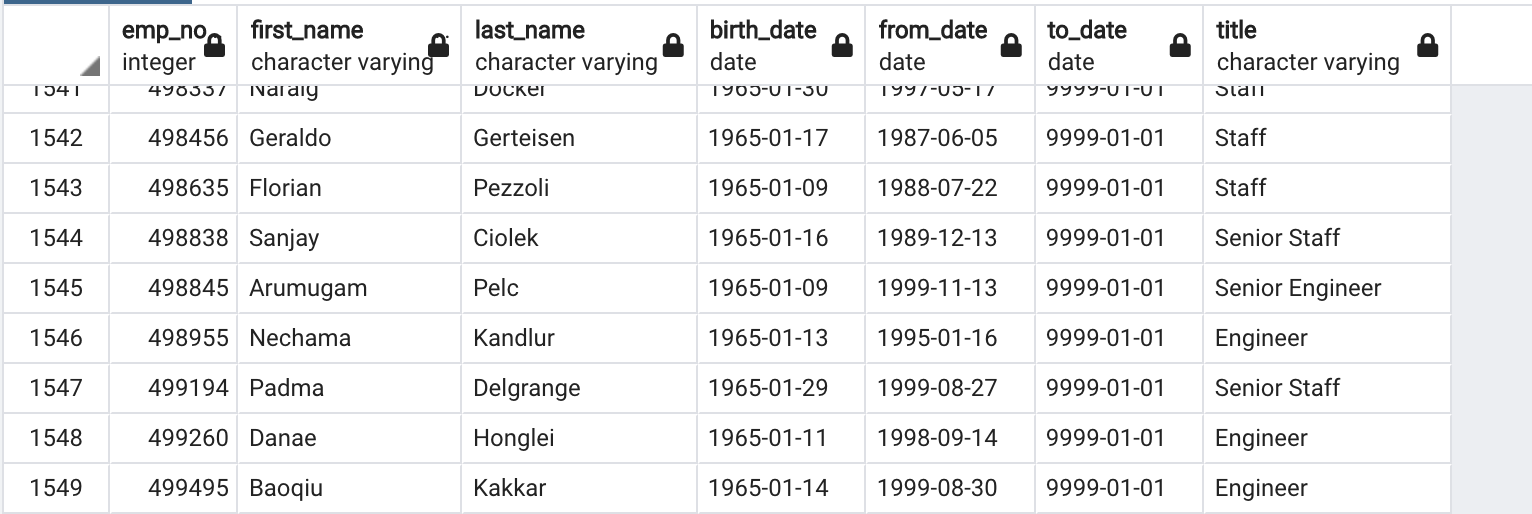 emp_no first_name last_name birth_date from_date to_date title
integer character varying character varying date date date character varying
1541 498337 Naraig Docker 1965-01-30 1997-05-17 9999-01-01 Staff
1542 498456 Geraldo Gerteisen 1965-01-17 1987-06-05 9999-01-01 Staff
1543 498635 Florian Pezzoli 1965-01-09 1988-07-22 9999-01-01 Staff
1544 498838 Sanjay Ciolek 1965-01-16 1989-12-13 9999-01-01 Senior Staff
1545 498845 Arumugam Pelc 1965-01-09 1999-11-13 9999-01-01 Senior Engineer
1546 498955 Nechama Kandlur 1965-01-13 1995-01-16 9999-01-01 Engineer
1547 499194 Padma Delgrange 1965-01-29 1999-08-27 9999-01-01 Senior Staff
1548 499260 Danae Honglei 1965-01-11 1998-09-14 9999-01-01 Engineer
1549 499495 Baoqiu Kakkar 1965-01-14 1999-08-30 9999-01-01 Engineer